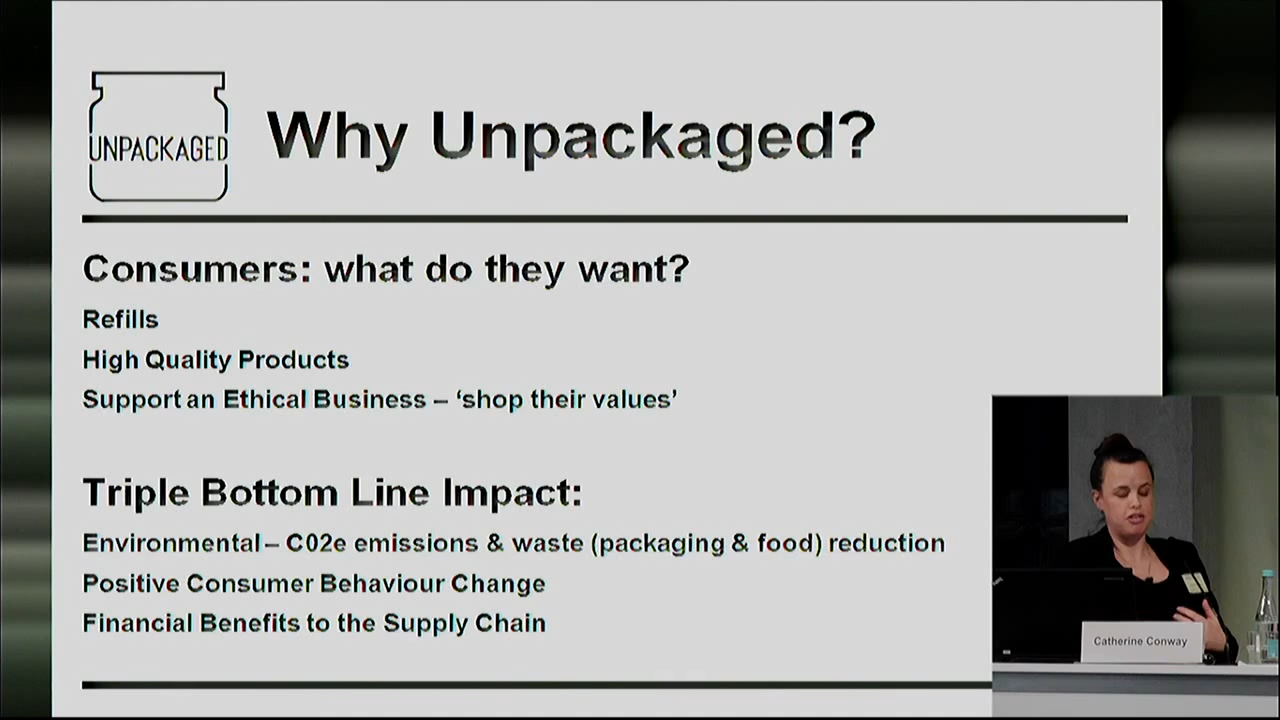 UNPACKAGED
Why Unpackaged?
Consumers: what do they want?
Refills
High Quality Products
Support an Ethical Business – ‘shop their values’
Triple Bottom Line Impact:
Environmental – C02e emissions & waste (packaging & food) reduction
Positive Consumer Behaviour Change
Financial Benefits to the Supply Chain
Catherine Conway